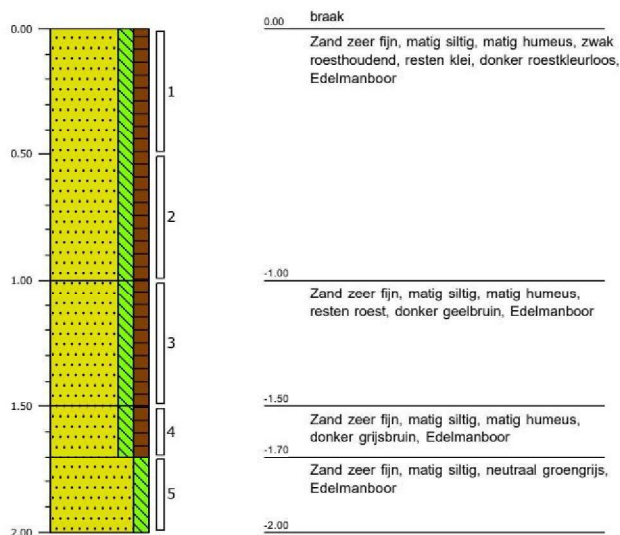 0.00
0.50
1.00
1.50
2.00
1
2
3
4
5
0.00
braak
Zand zeer fijn, matig siltig, matig humeus, zwak
roesthoudend, resten klei, donker roestkleurloos,
Edelmanboor
-1.00
Zand zeer fijn, matig siltig, matig humeus,
resten roest, donker geelbruin, Edelmanboor
-1.50
Zand zeer fijn, matig siltig, matig humeus,
donker grijsbruin, Edelmanboor
-1.70
Zand zeer fijn, matig siltig, neutraal groengrijs,
Edelmanboor
-2.00